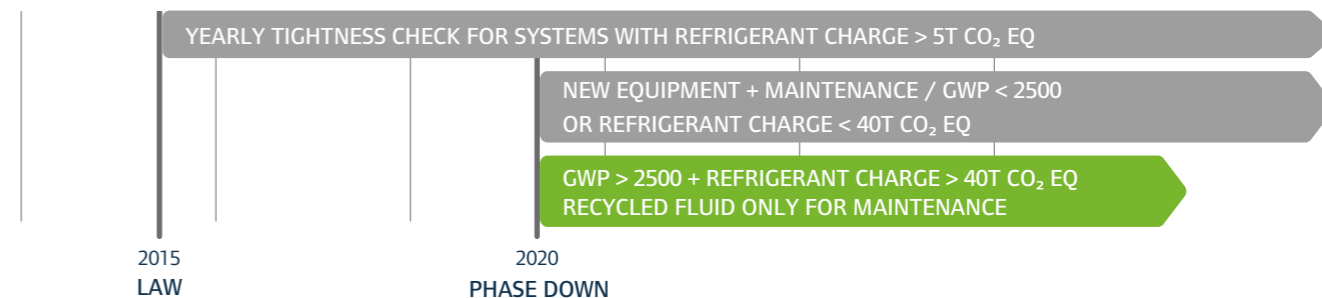 YEARLY TIGHTNESS CHECK FOR SYSTEMS WITH REFRIGERANT CHARGE > 5T CO₂ EQ
NEW EQUIPMENT + MAINTENANCE / GWP < 2500
OR REFRIGERANT CHARGE < 40T CO₂ EQ
GWP > 2500 + REFRIGERANT CHARGE > 40T CO₂ EQ
RECYCLED FLUID ONLY FOR MAINTENANCE
2015
LAW
2020
PHASE DOWN